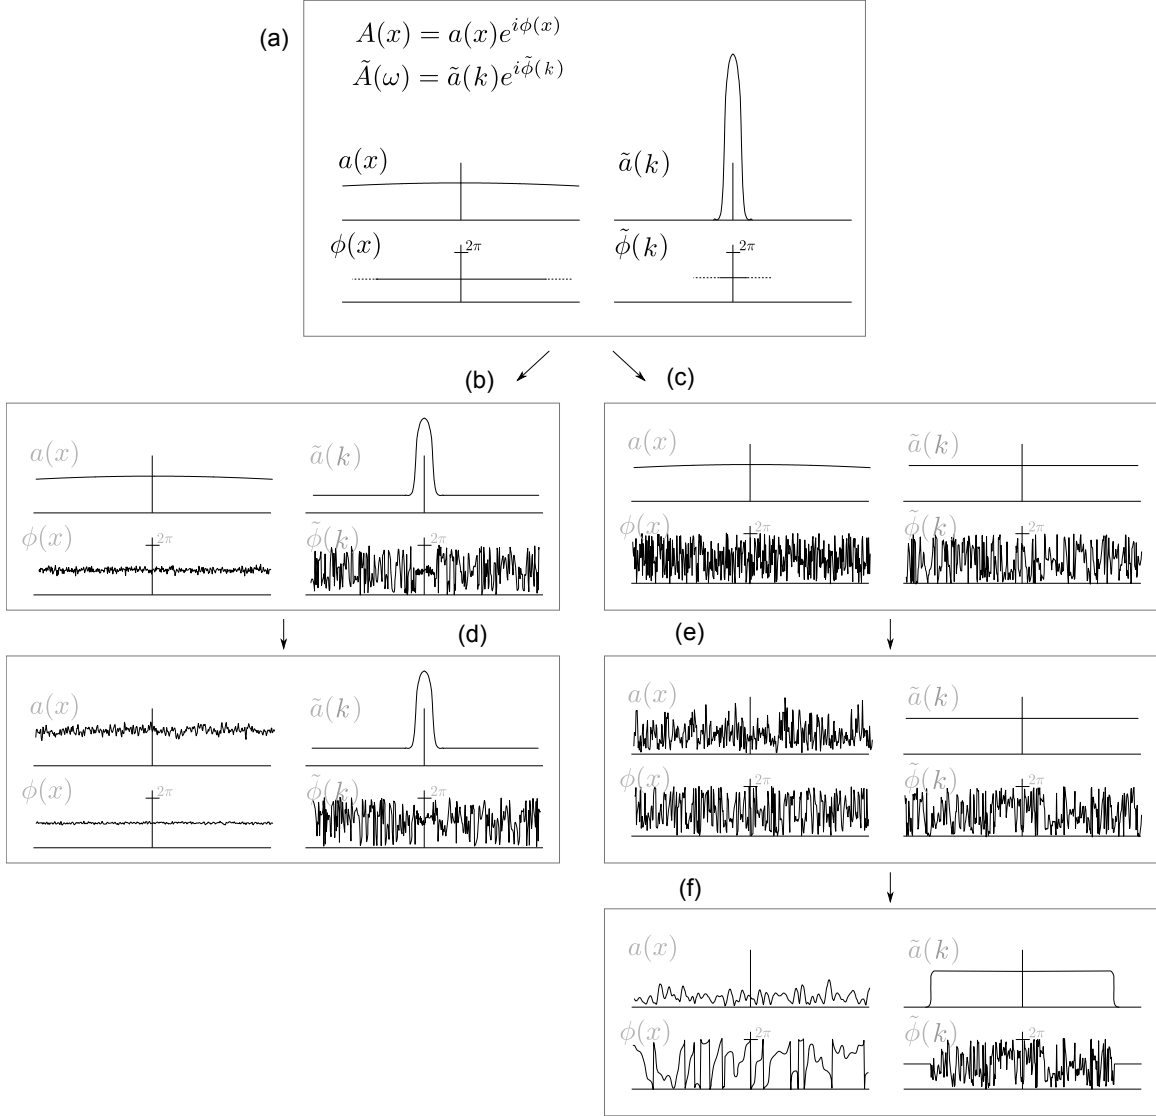 (a)
A(x) = a(x)e^{iϕ(x)}
Ã(ω) = ã(k)e^{iϕ̃(k)}
a(x) ã(k)
ϕ(x) 2π ϕ̃(k) 2π
(b) (c)
a(x) ã(k) a(x) ã(k)
ϕ(x) 2π ϕ̃(k) 2π ϕ(x) 2π ϕ̃(k) 2π
(d) (e)
a(x) ã(k) a(x) ã(k)
ϕ(x) 2π ϕ̃(k) 2π ϕ(x) 2π ϕ̃(k) 2π
(f)
a(x) ã(k)
ϕ(x) 2π ϕ̃(k) 2π